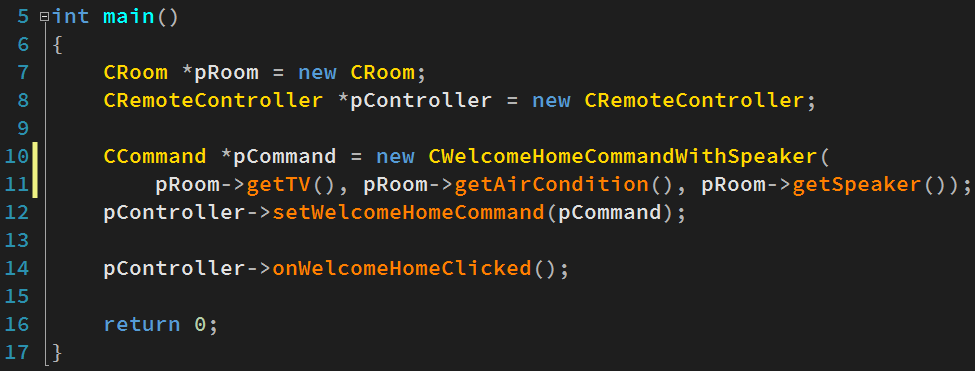 5 int main()
6 {
7 CRoom *pRoom = new CRoom;
8 CRemoteController *pController = new CRemoteController;
9
10 CCommand *pCommand = new CWelcomeHomeCommandWithSpeaker(
11 pRoom->getTV(), pRoom->getAirCondition(), pRoom->getSpeaker());
12 pController->setWelcomeHomeCommand(pCommand);
13
14 pController->onWelcomeHomeClicked();
15
16 return 0;
17 }